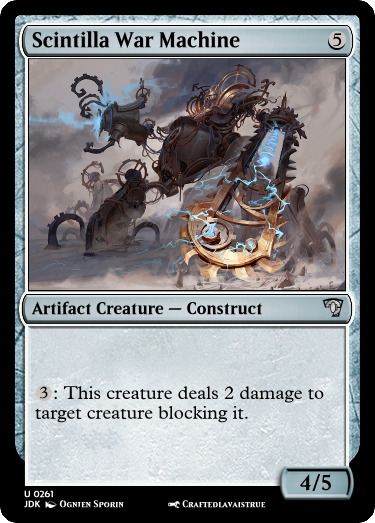 Scintilla War Machine 5
Artifact Creature — Construct
3: This creature deals 2 damage to
target creature blocking it.
4/5
U 0261
JDK Ognjen Sporin Craftedlavaistrue